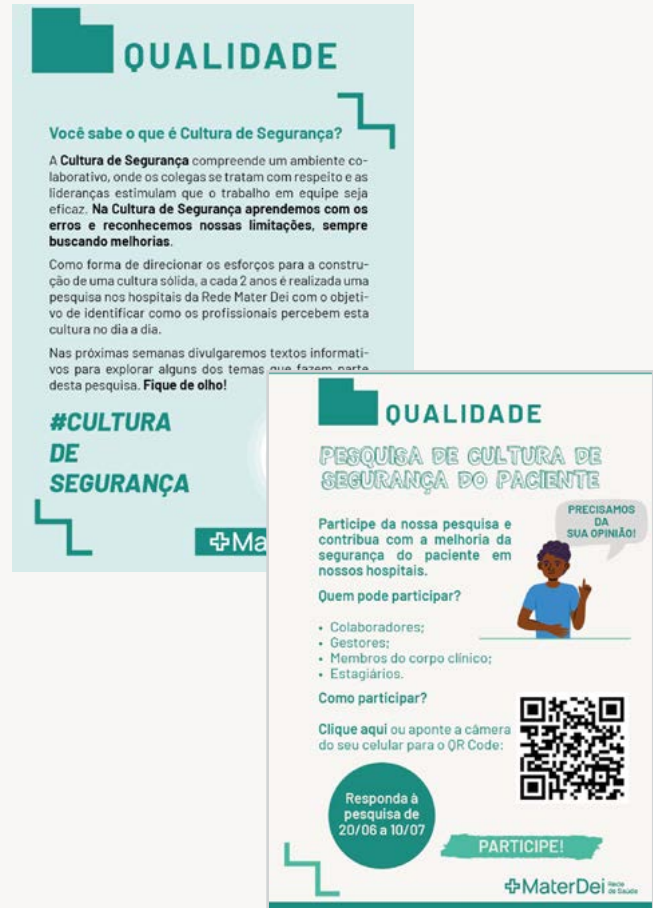 QUALIDADE
Você sabe o que é Cultura de Segurança?
A Cultura de Segurança compreende um ambiente co-
laborativo, onde os colegas se tratam com respeito e as
lideranças estimulam que o trabalho em equipe seja
eficaz. Na Cultura de Segurança aprendemos com os
erros e reconhecemos nossas limitações, sempre
buscando melhorias.
Como forma de direcionar os esforços para a constru-
ção de uma cultura sólida, a cada 2 anos é realizada uma
pesquisa nos hospitais da Rede Mater Dei com o objeti-
vo de identificar como os profissionais percebem esta
cultura no dia a dia.
Nas próximas semanas divulgaremos textos informati-
vos para explorar alguns dos temas que fazem parte
desta pesquisa. Fique de olho!
#CULTURA
DE
SEGURANÇA
Ma
QUALIDADE
PESQUISA DE CULTURA DE
SEGURANÇA DO PACIENTE
PRECISAMOS
DA
SUA OPINIÃO!
Participe da nossa pesquisa e
contribua com a melhoria da
segurança do paciente em
nossos hospitais.
Quem pode participar?
• Colaboradores;
• Gestores;
• Membros do corpo clínico;
• Estagiários.
Como participar?
Clique aqui ou aponte a câmera
do seu celular para o QR Code:
Responda à
pesquisa de
20/06 a 10/07
PARTICIPE!
MaterDei Rede
de Saúde